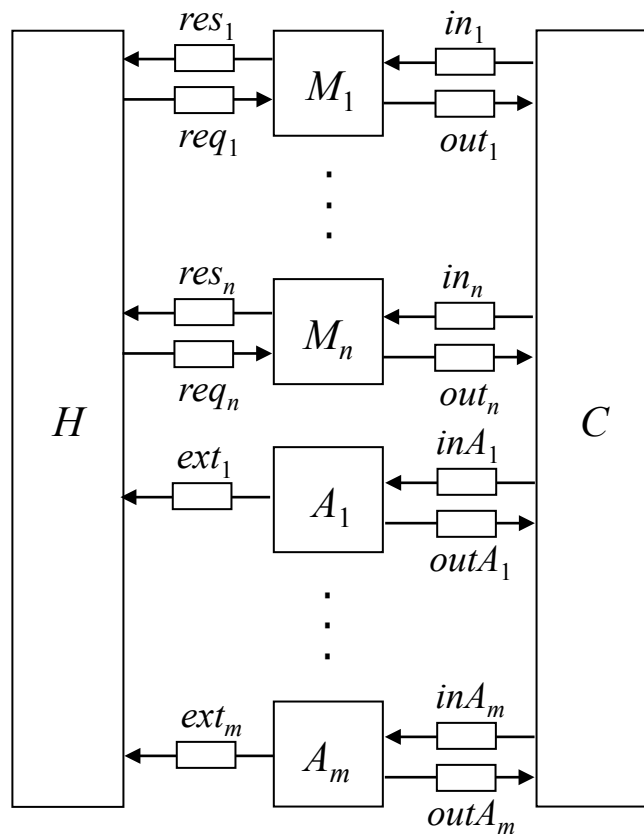 res₁ in₁
M₁
req₁ out₁
resₙ inₙ
Mₙ
reqₙ outₙ
H C
ext₁ inA₁
A₁
outA₁
extₘ inAₘ
Aₘ
outAₘ